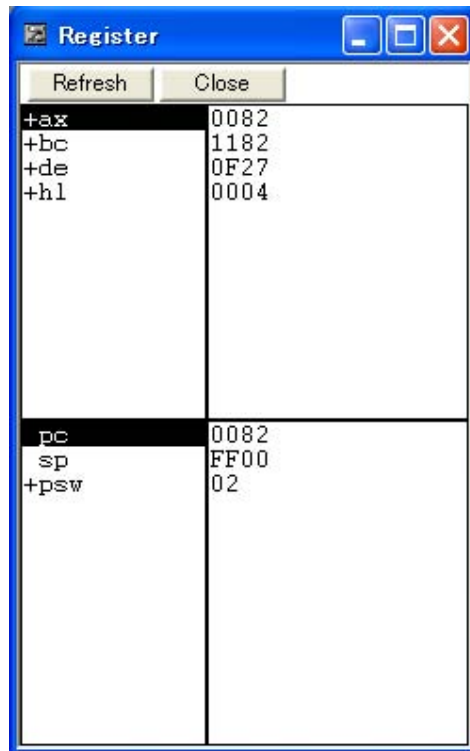 Register
Refresh Close
+ax 0082
+bc 1182
+de 0F27
+hl 0004
pc 0082
sp FF00
+psw 02